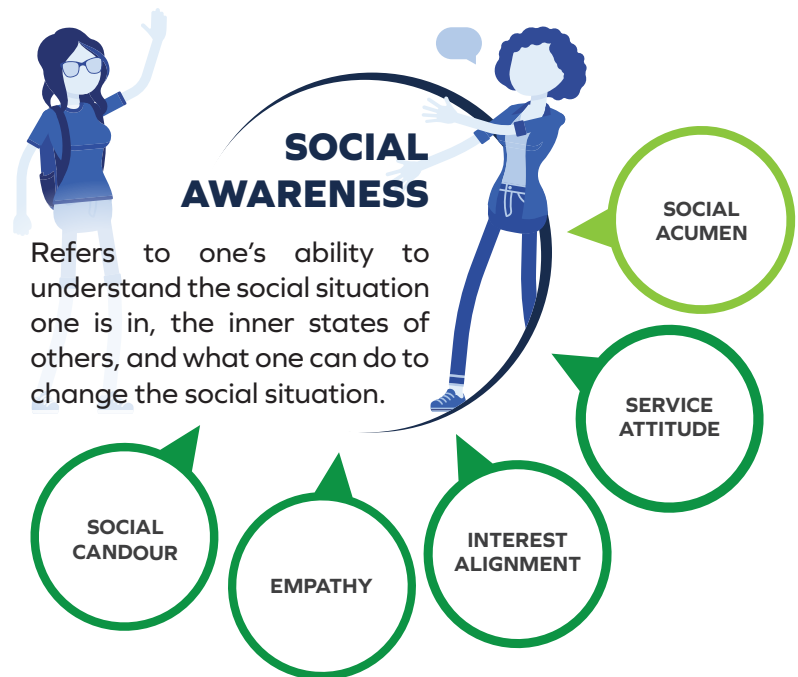 SOCIAL
AWARENESS
Refers to one’s ability to
understand the social situation
one is in, the inner states of
others, and what one can do to
change the social situation.
SOCIAL
ACUMEN
SERVICE
ATTITUDE
INTEREST
ALIGNMENT
EMPATHY
SOCIAL
CANDOUR